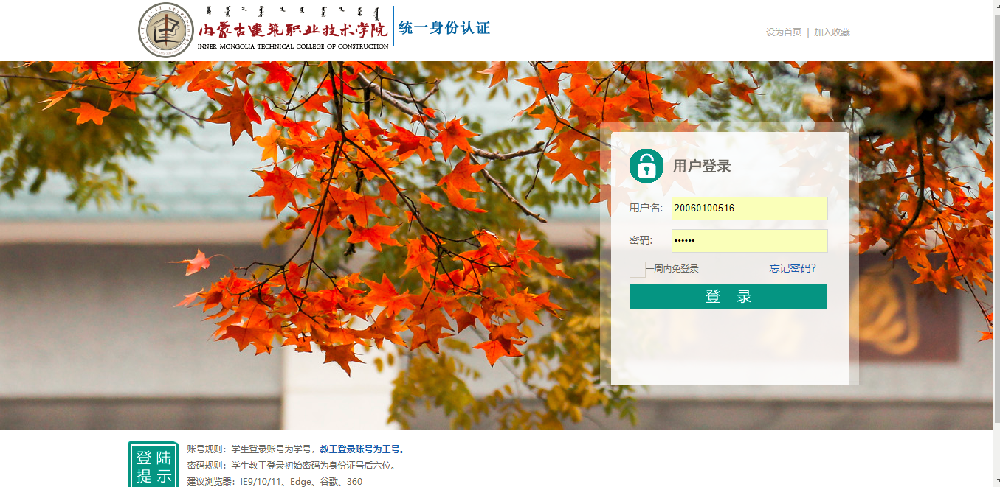 内蒙古建筑职业技术学院
INNER MONGOLIA TECHNICAL COLLEGE OF CONSTRUCTION
统一身份认证
设为首页 | 加入收藏
用户登录
用户名: 20060100516
密码: ••••••
一周内免登录 忘记密码?
登 录
登陆
提示
账号规则：学生登录账号为学号，教工登录账号为工号。
密码规则：学生教工登录初始密码为身份证号后六位。
建议浏览器：IE9/10/11、Edge、谷歌、360